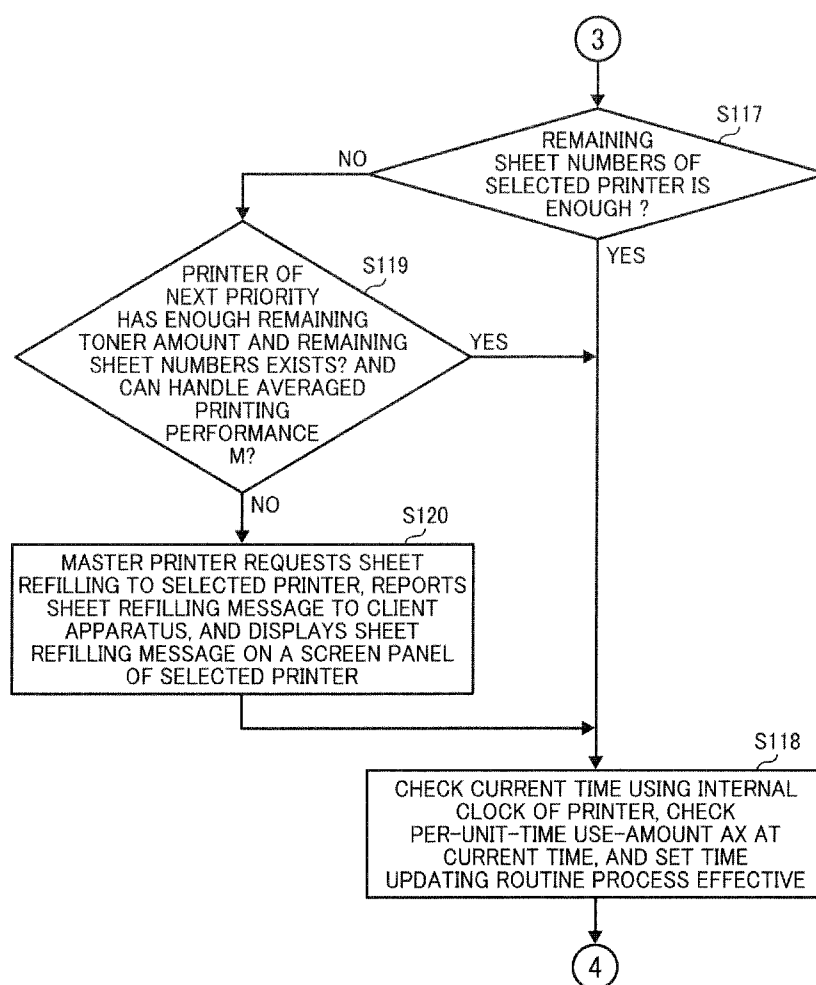 3
S117
REMAINING
SHEET NUMBERS OF
SELECTED PRINTER IS
ENOUGH ?
NO
YES
S119
PRINTER OF
NEXT PRIORITY
HAS ENOUGH REMAINING
TONER AMOUNT AND REMAINING
SHEET NUMBERS EXISTS? AND
CAN HANDLE AVERAGED
PRINTING
PERFORMANCE
M?
YES
NO
S120
MASTER PRINTER REQUESTS SHEET
REFILLING TO SELECTED PRINTER, REPORTS
SHEET REFILLING MESSAGE TO CLIENT
APPARATUS, AND DISPLAYS SHEET
REFILLING MESSAGE ON A SCREEN PANEL
OF SELECTED PRINTER
S118
CHECK CURRENT TIME USING INTERNAL
CLOCK OF PRINTER, CHECK
PER-UNIT-TIME USE-AMOUNT AX AT
CURRENT TIME, AND SET TIME
UPDATING ROUTINE PROCESS EFFECTIVE
4